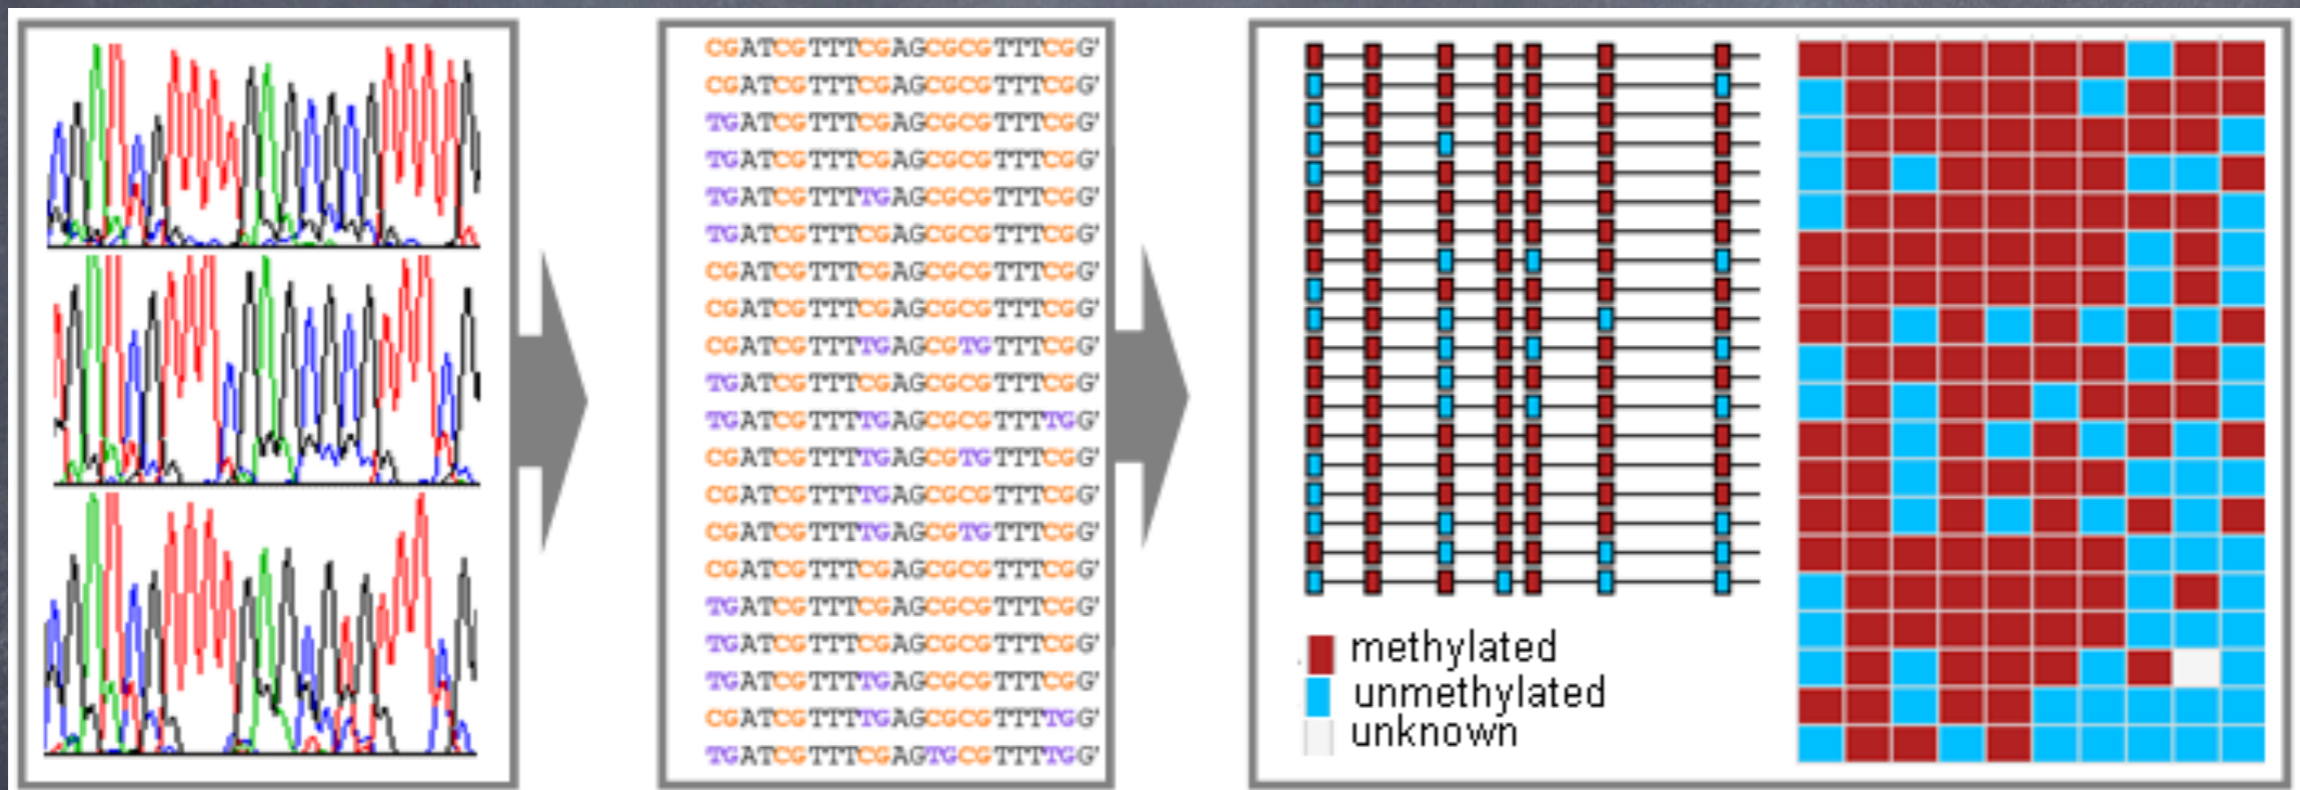 CGATCGTTTCGAGCGCGTTTCGG'
CGATCGTTTCGAGCGCGTTTCGG'
TGATCGTTTCGAGCGCGTTTCGG'
TGATCGTTTCGAGCGCGTTTCGG'
TGATCGTTTTGAGCGCGTTTCGG'
TGATCGTTTCGAGCGCGTTTCGG'
CGATCGTTTCGAGCGCGTTTCGG'
CGATCGTTTCGAGCGCGTTTCGG'
CGATCGTTTTGAGCGTGTTTCGG'
TGATCGTTTCGAGCGCGTTTCGG'
TGATCGTTTTGAGCGCGTTTTGG'
CGATCGTTTTGAGCGTGTTTCGG'
CGATCGTTTTGAGCGCGTTTCGG'
CGATCGTTTTGAGCGTGTTTCGG'
CGATCGTTTCGAGCGCGTTTCGG'
TGATCGTTTCGAGCGCGTTTCGG'
TGATCGTTTCGAGCGCGTTTCGG'
TGATCGTTTTGAGCGCGTTTCGG'
CGATCGTTTTGAGCGCGTTTTGG'
TGATCGTTTCGAGTGCGTTTTGG'
methylated
unmethylated
unknown